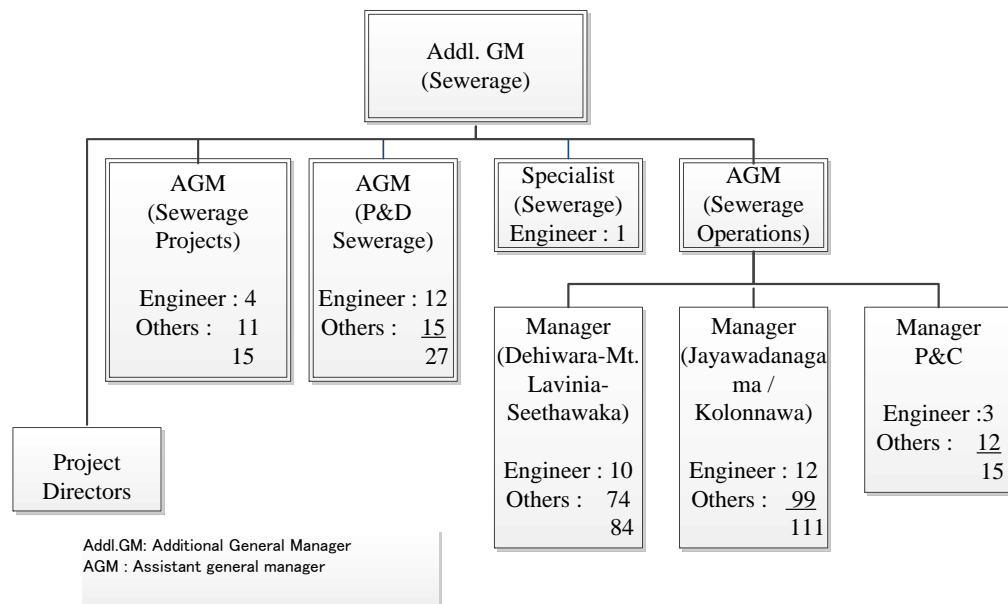 Addl. GM
(Sewerage)
AGM
(Sewerage
Projects)
Engineer : 4
Others : 11
15
AGM
(P&D
Sewerage)
Engineer : 12
Others : 15
27
Specialist
(Sewerage)
Engineer : 1
AGM
(Sewerage
Operations)
Manager
(Dehiwara-Mt.
Lavinia-
Seethawaka)
Engineer : 10
Others : 74
84
Manager
(Jayawadanaga
ma /
Kolonnawa)
Engineer : 12
Others : 99
111
Manager
P&C
Engineer :3
Others : 12
15
Project
Directors
Addl.GM: Additional General Manager
AGM : Assistant general manager